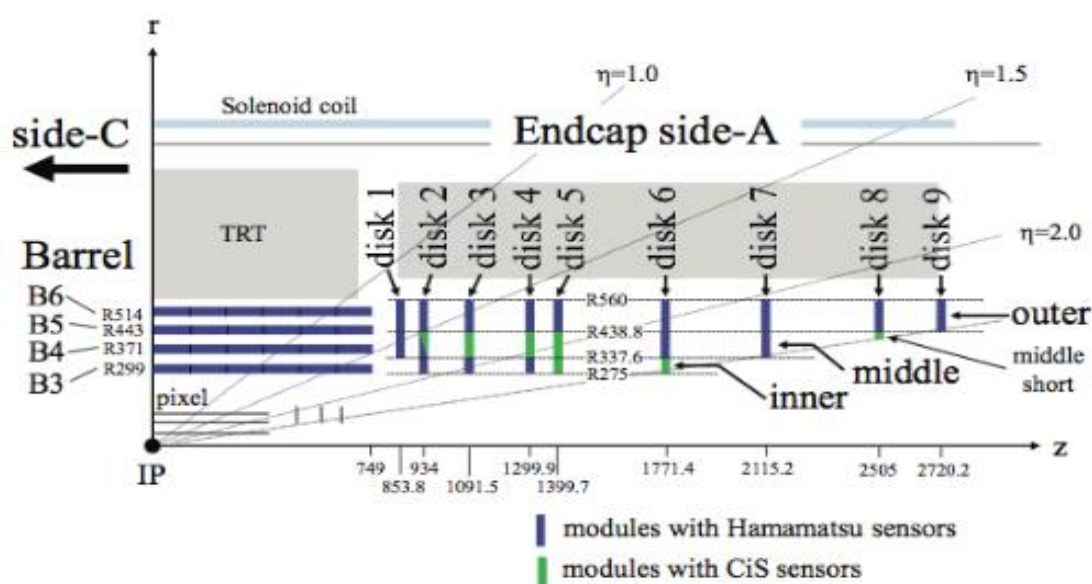 r
η=1.0
η=1.5
Solenoid coil
side-C
Endcap side-A
TRT
disk 1
disk 2
disk 3
disk 4
disk 5
disk 6
disk 7
disk 8
disk 9
η=2.0
Barrel
B6
R514
B5
R443
B4
R371
B3
R299
R560
R438.8
R337.6
R275
outer
middle
short
middle
inner
pixel
IP
z
749
853.8
934
1091.5
1299.9
1399.7
1771.4
2115.2
2505
2720.2
modules with Hamamatsu sensors
modules with CiS sensors